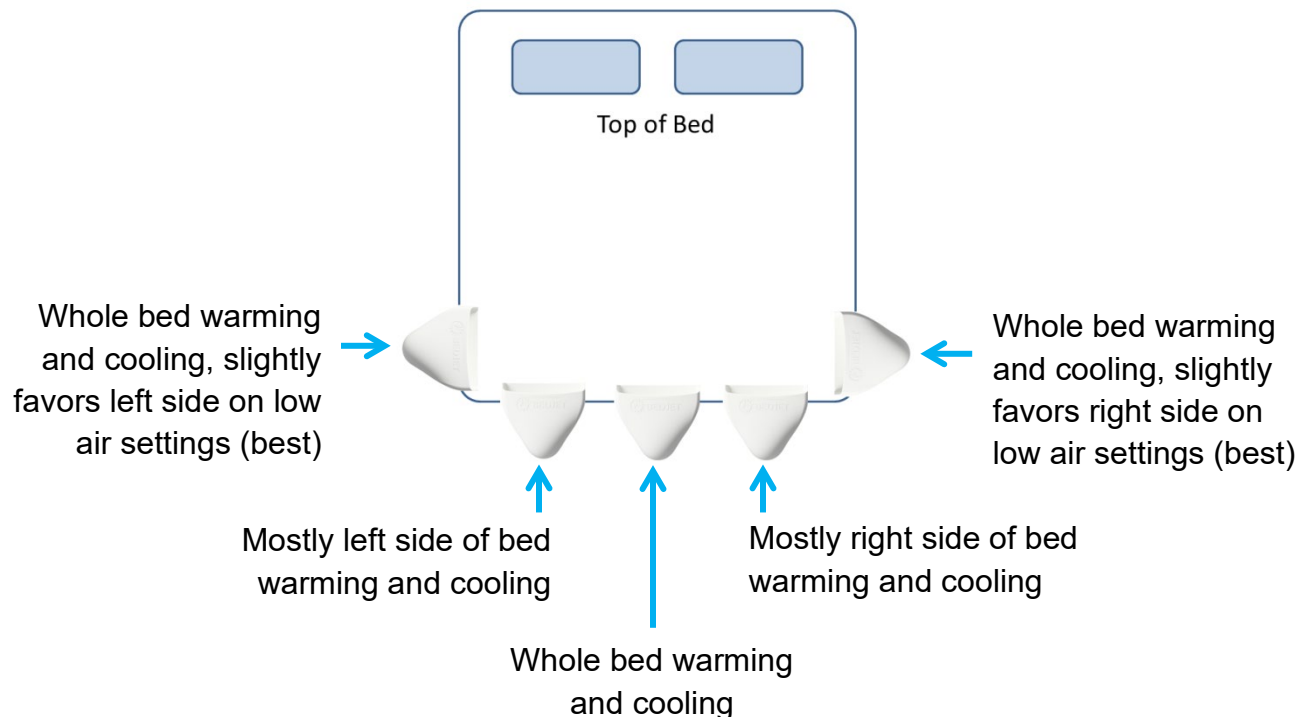 Top of Bed
Whole bed warming
and cooling, slightly
favors left side on low
air settings (best)
Whole bed warming
and cooling, slightly
favors right side on
low air settings (best)
Mostly left side of bed
warming and cooling
Mostly right side of bed
warming and cooling
Whole bed warming
and cooling